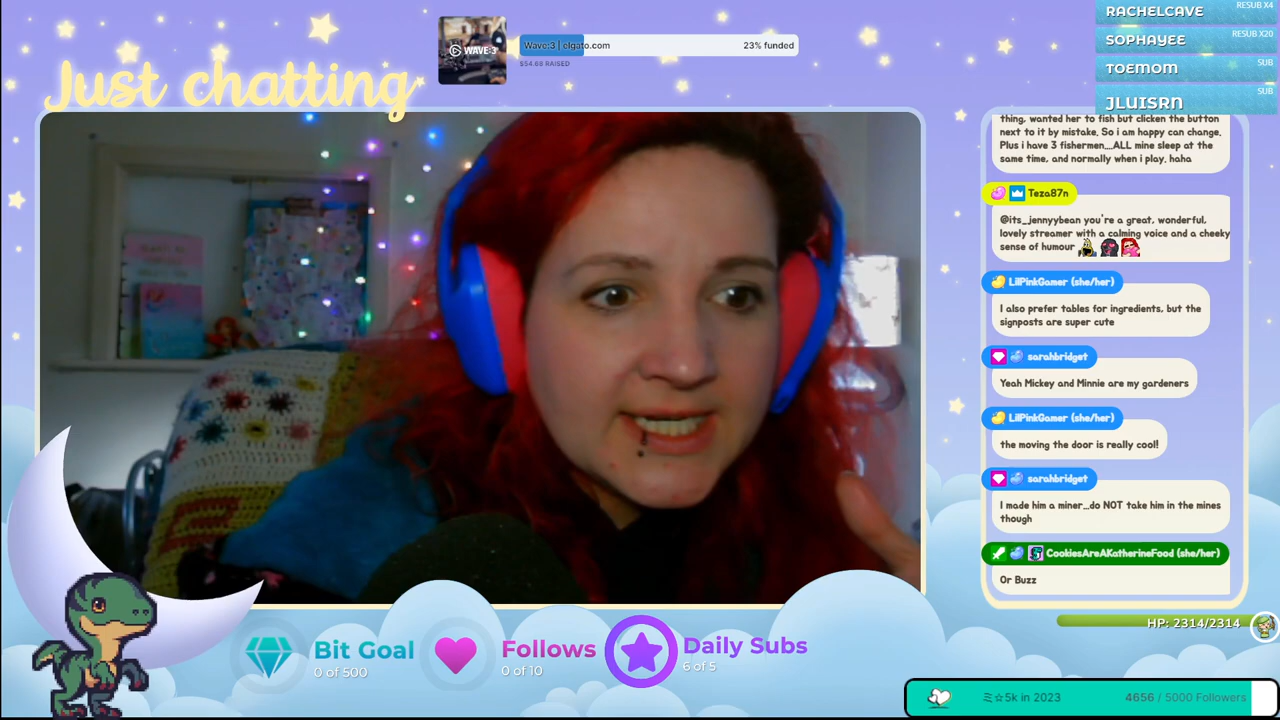 RACHELCAVE
RESUB X4
SOPHAYEE
RESUB X20
TOEMOM
SUB
JLUISRN
SUB
WAVE:3
Wave:3 | elgato.com
23% funded
$54.68 RAISED
Just chatting
thing, wanted her to fish but clicken the button
next to it by mistake. So i am happy can change.
Plus i have 3 fishermen....ALL mine sleep at the
same time, and normally when i play. haha
Teza87n
@its_jennyybean you're a great, wonderful,
lovely streamer with a calming voice and a cheeky
sense of humour
LilPinkGamer (she/her)
I also prefer tables for ingredients, but the
signposts are super cute
sarahbridget
Yeah Mickey and Minnie are my gardeners
LilPinkGamer (she/her)
the moving the door is really cool!
sarahbridget
I made him a miner...do NOT take him in the mines
though
CookiesAreAKatherineFood (she/her)
Or Buzz
HP: 2314/2314
Bit Goal
0 of 500
Follows
0 of 10
Daily Subs
6 of 5
ミ☆5k in 2023
4656 / 5000 Followers